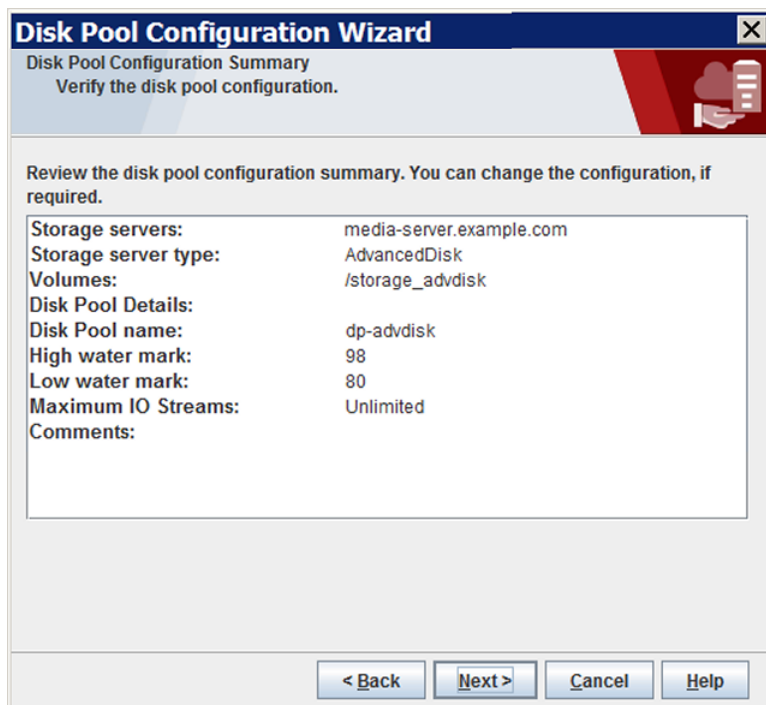 Disk Pool Configuration Wizard
Disk Pool Configuration Summary
Verify the disk pool configuration.
Review the disk pool configuration summary. You can change the configuration, if
required.
Storage servers: media-server.example.com
Storage server type: AdvancedDisk
Volumes: /storage_advdisk
Disk Pool Details:
Disk Pool name: dp-advdisk
High water mark: 98
Low water mark: 80
Maximum IO Streams: Unlimited
Comments:
< Back Next > Cancel Help